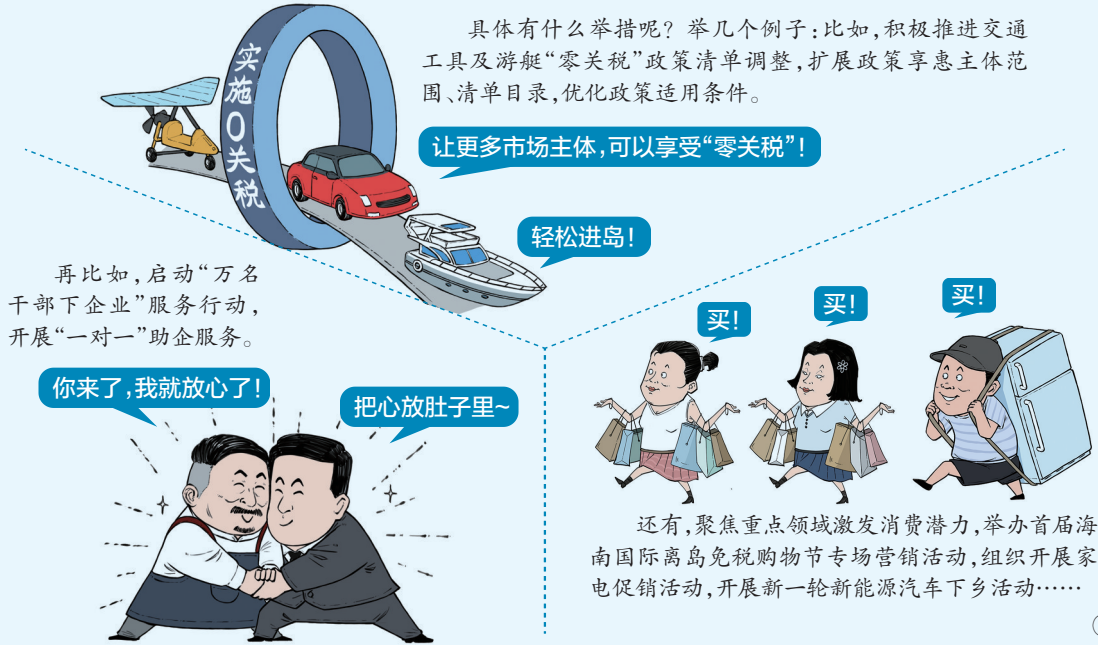 具体有什么举措呢？举几个例子：比如，积极推进交通
工具及游艇“零关税”政策清单调整，扩展政策享惠主体范
围、清单目录，优化政策适用条件。
实施0关税
让更多市场主体，可以享受“零关税”！
轻松进岛！
再比如，启动“万名
干部下企业”服务行动，
开展“一对一”助企服务。
你来了，我就放心了！
把心放肚子里~
买！
买！
买！
还有，聚焦重点领域激发消费潜力，举办首届海
南国际离岛免税购物节专场营销活动，组织开展家
电促销活动，开展新一轮新能源汽车下乡活动……